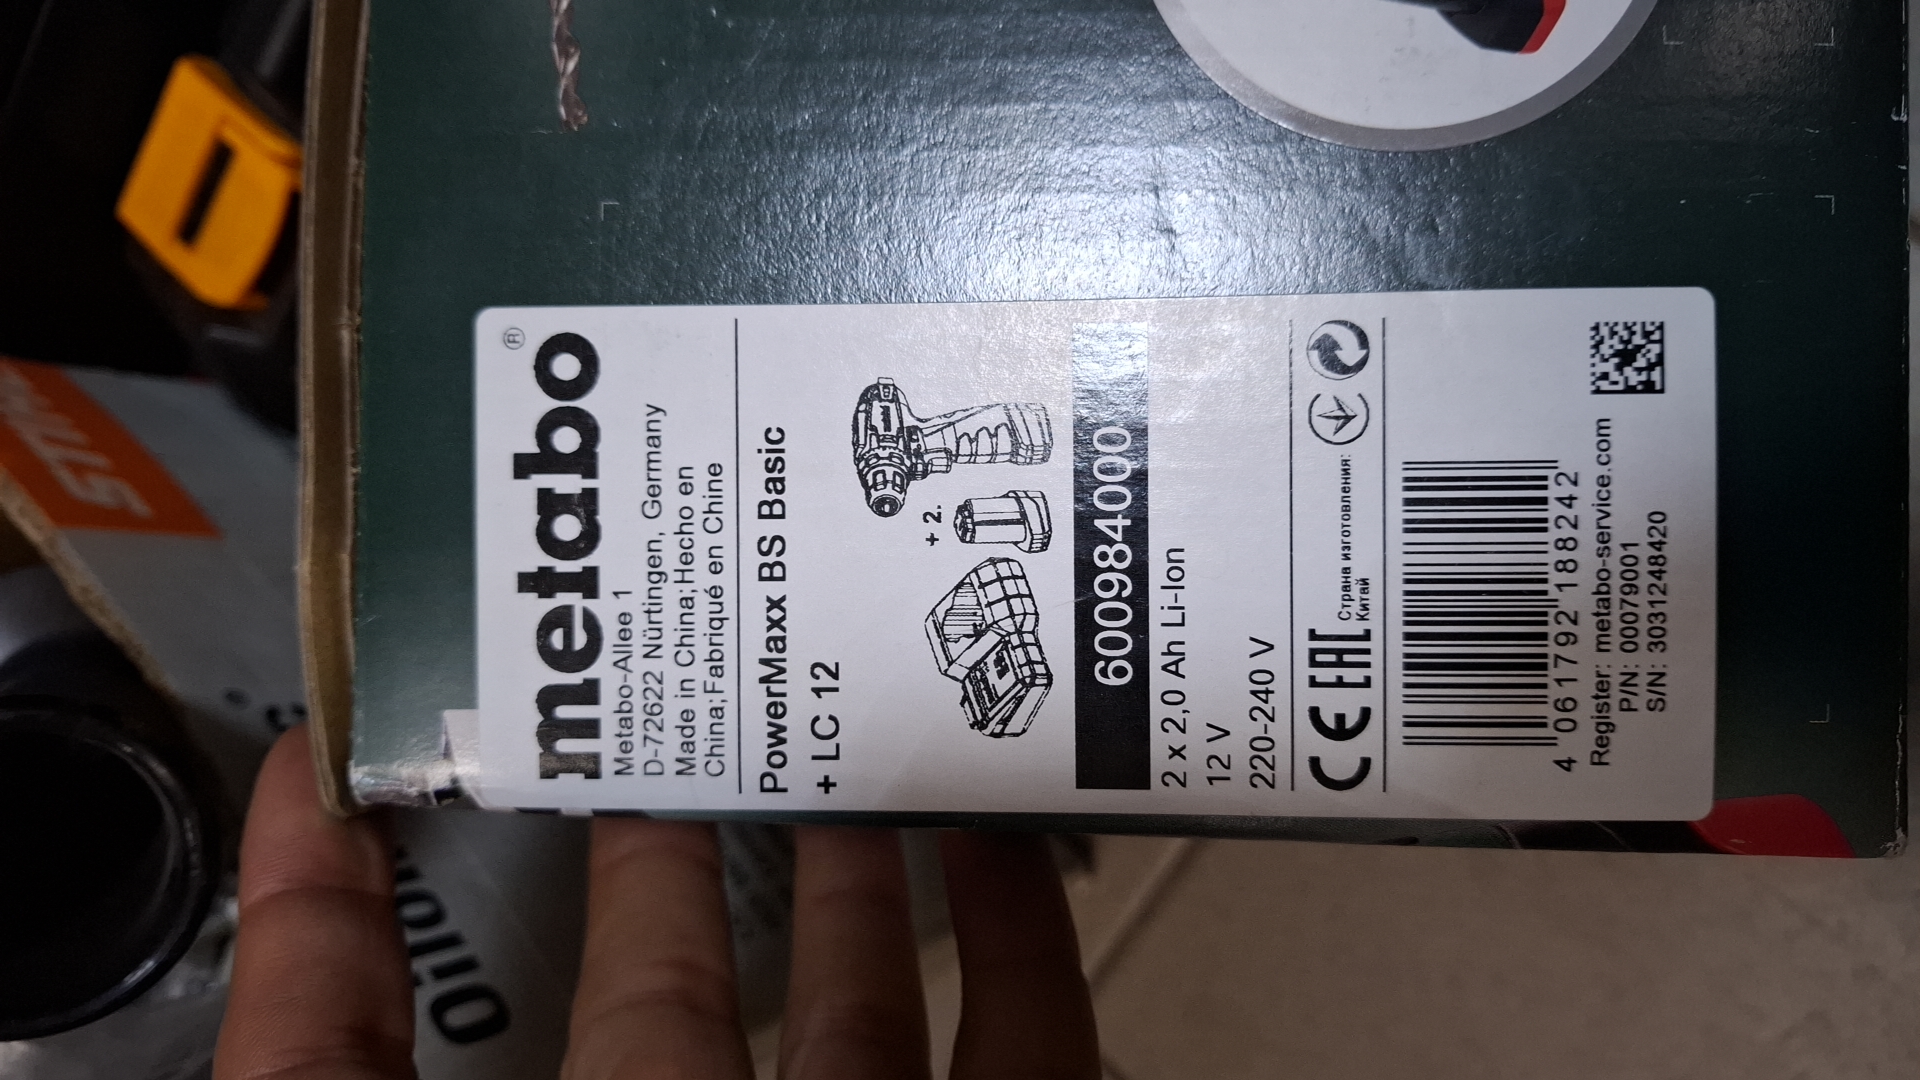 metabo®
Metabo-Allee 1
D-72622 Nürtingen, Germany
Made in China;Hecho en
China;Fabriqué en Chine
PowerMaxx BS Basic
+ LC 12
+ 2.
600984000
2 x 2,0 Ah Li-Ion
12 V
220-240 V
CE EAC Страна изготовления:
Китай
4 061792 188242
Register: metabo-service.com
P/N: 00079001
S/N: 3031248420